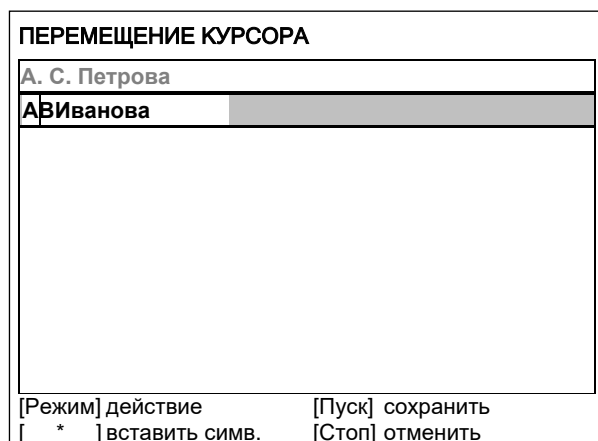 ПЕРЕМЕЩЕНИЕ КУРСОРА
А. С. Петрова
АВИванова
[Режим] действие [Пуск] сохранить
[ * ] вставить симв. [Стоп] отменить